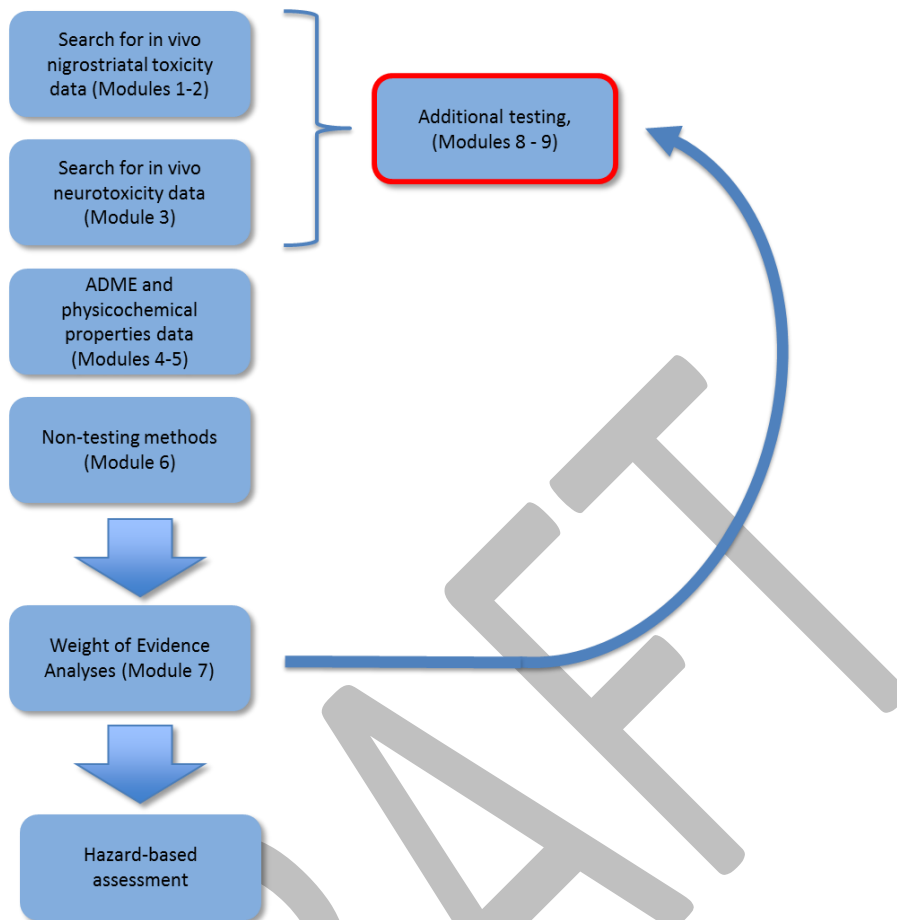 Search for in vivo
nigrostriatal toxicity
data (Modules 1-2)
Additional testing,
(Modules 8 - 9)
Search for in vivo
neurotoxicity data
(Module 3)
ADME and
physicochemical
properties data
(Modules 4-5)
Non-testing methods
(Module 6)
Weight of Evidence
Analyses (Module 7)
Hazard-based
assessment
DRAFT